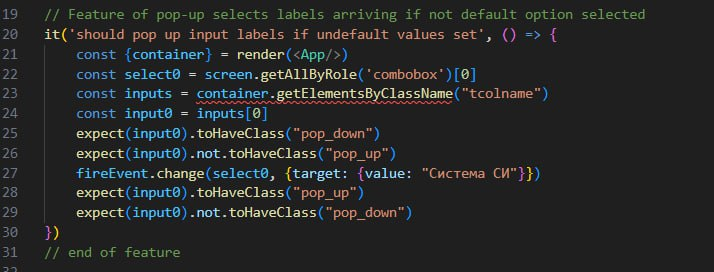 19 // Feature of pop-up selects labels arriving if not default option selected
20 it('should pop up input labels if undefault values set', () => {
21 const {container} = render(<App/>)
22 const select0 = screen.getAllByRole('combobox')[0]
23 const inputs = container.getElementsByClassName("tcolname")
24 const input0 = inputs[0]
25 expect(input0).toHaveClass("pop_down")
26 expect(input0).not.toHaveClass("pop_up")
27 fireEvent.change(select0, {target: {value: "Система СИ"}})
28 expect(input0).toHaveClass("pop_up")
29 expect(input0).not.toHaveClass("pop_down")
30 })
31 // end of feature
32